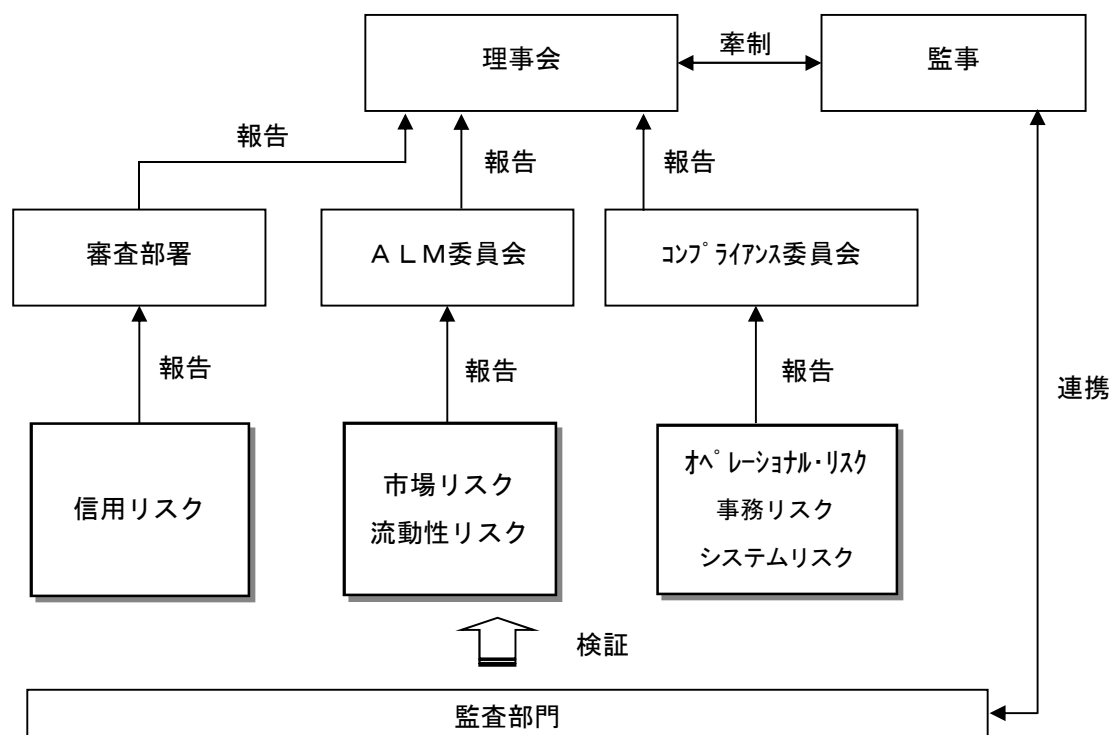 理事会
牽制
監事
報告
報告
報告
審査部署
ＡＬＭ委員会
ｺﾝﾌﾟﾗｲｱﾝｽ委員会
報告
報告
報告
連携
信用リスク
市場リスク
流動性リスク
ｵﾍﾟﾚｰｼｮﾅﾙ･ﾘｽｸ
事務リスク
システムリスク
検証
監査部門